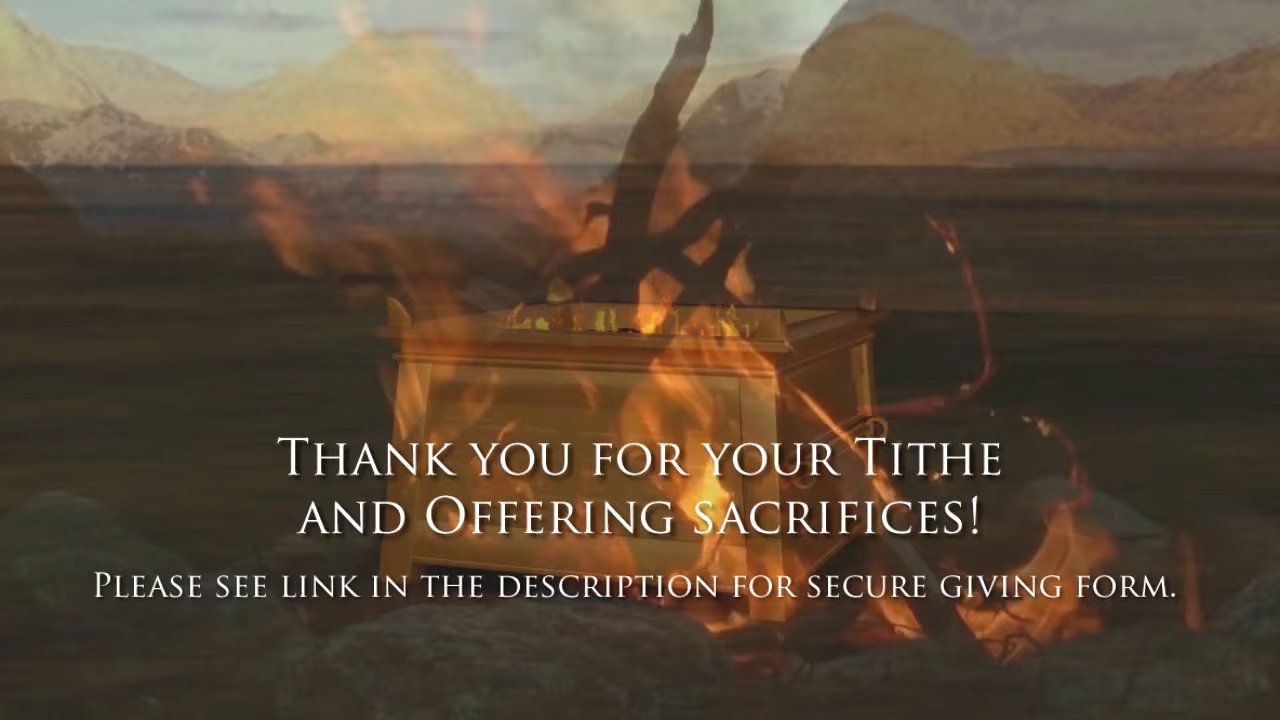 Thank you for your Tithe
and Offering sacrifices!
Please see link in the description for secure giving form.